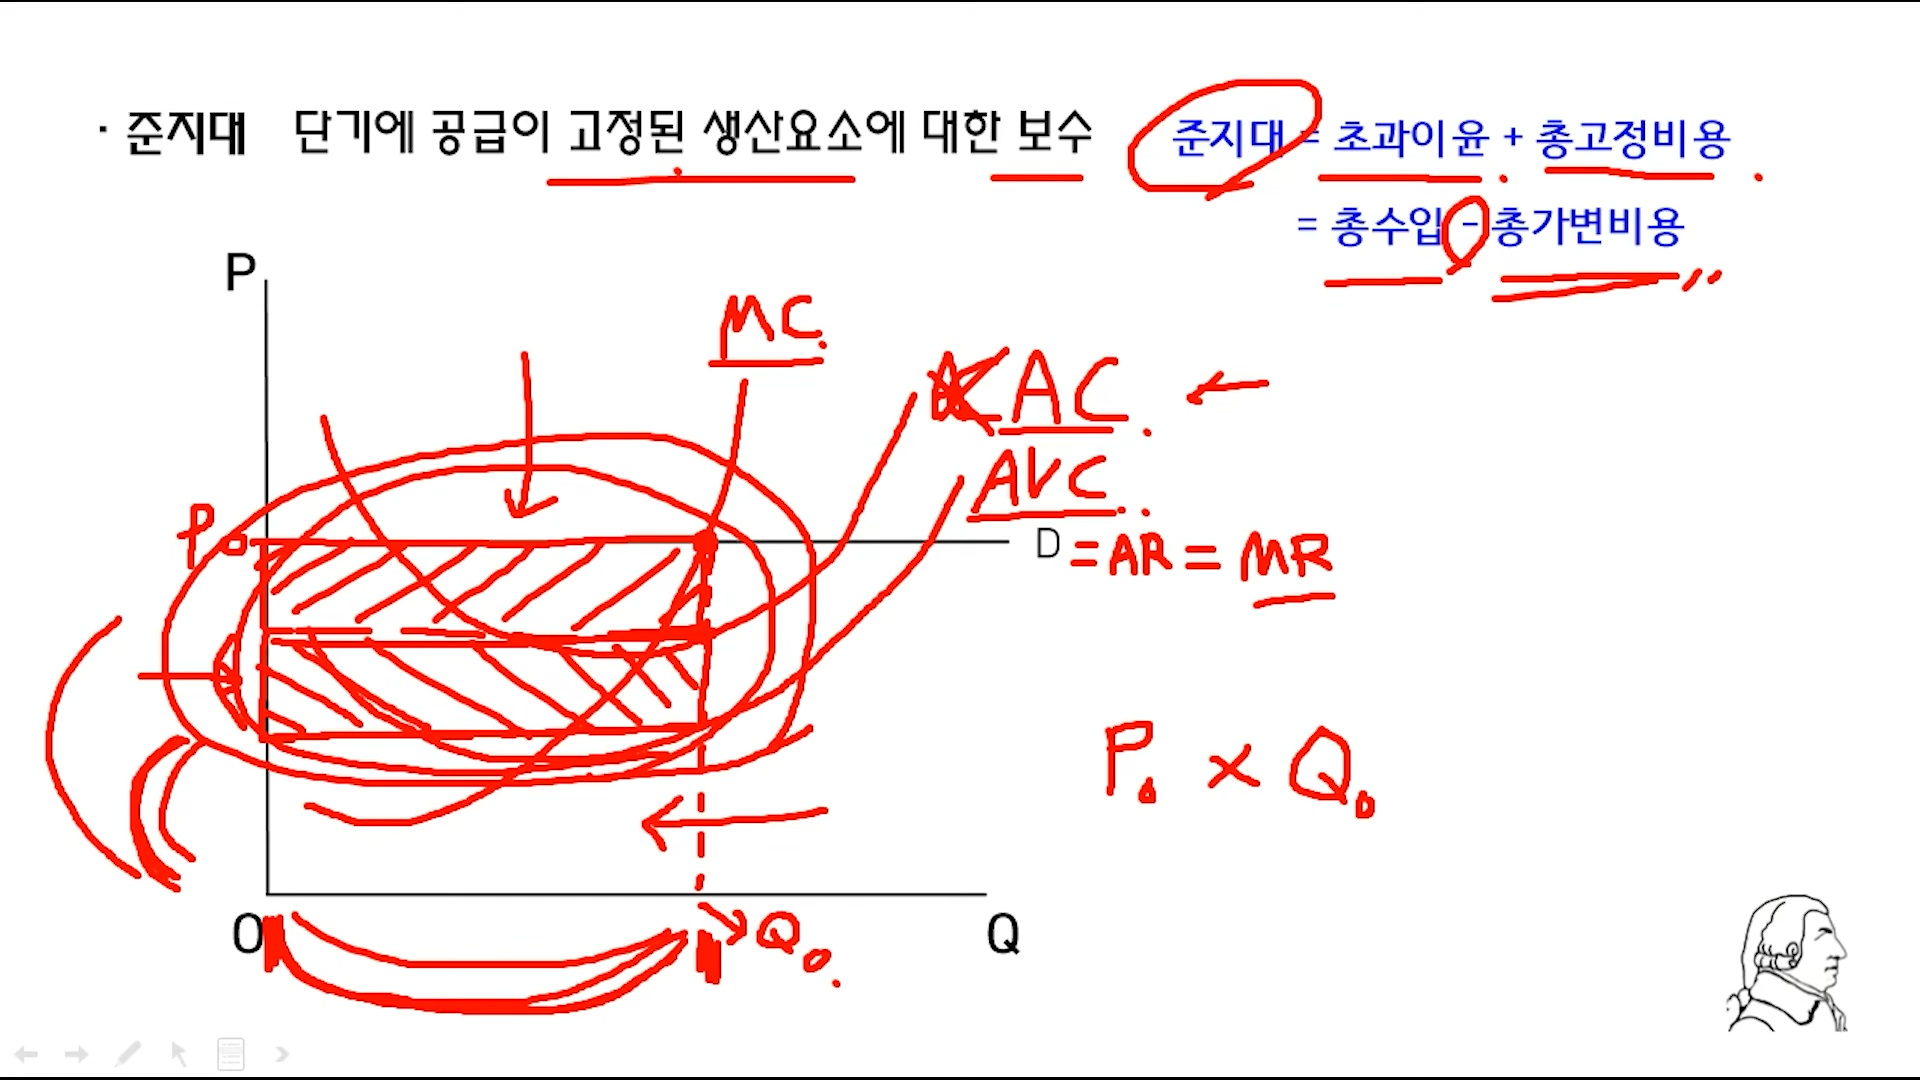 · 준지대 단기에 공급이 고정된 생산요소에 대한 보수
준지대 = 초과이윤 + 총고정비용
= 총수입 - 총가변비용
P
MC
AC
AVC
P₀
D = AR = MR
P₀ × Q₀
O
Q₀
Q